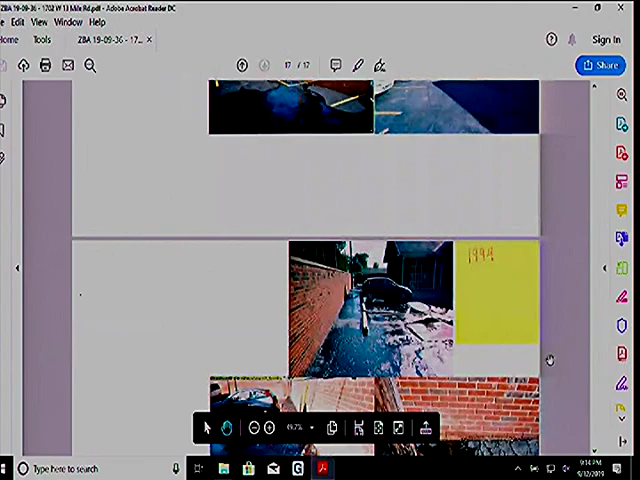 ZBA 19-09-36 - 1702 W 13 Mile Rd.pdf - Adobe Acrobat Reader DC
Edit View Window Help
Home Tools ZBA 19-09-36 - 17... ×
Sign In
17 / 17
Share
1994
49.7%
Type here to search
9:14 PM
9/12/2019